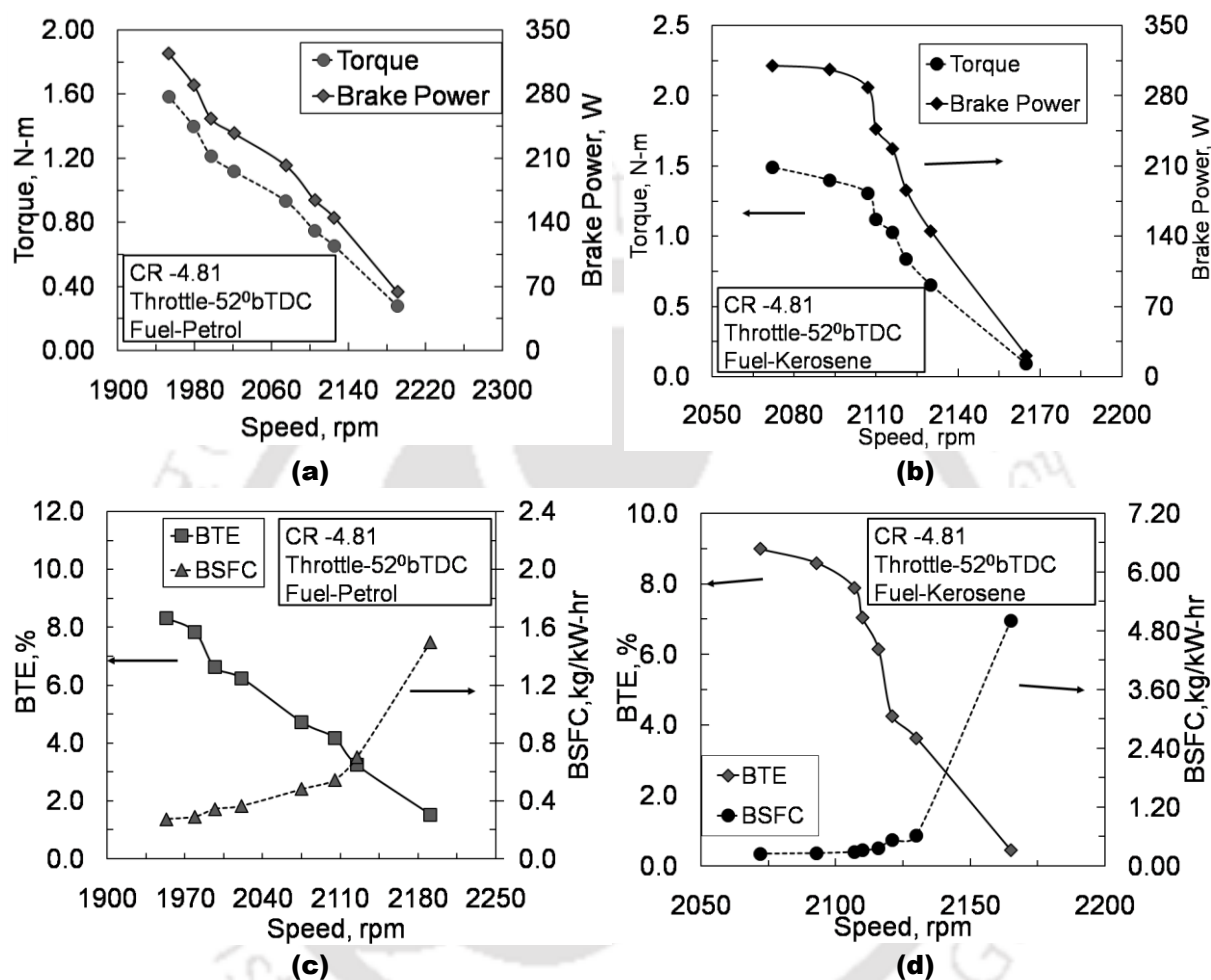 2.00
1.60
1.20
0.80
0.40
0.00
Torque, N-m
350
280
210
140
70
0
Brake Power, W
Torque
Brake Power
CR -4.81
Throttle-52⁰bTDC
Fuel-Petrol
1900 1980 2060 2140 2220 2300
Speed, rpm
(a)
2.5
2.0
1.5
1.0
0.5
0.0
Torque, N-m
350
280
210
140
70
0
Brake Power, W
Torque
Brake Power
CR -4.81
Throttle-52⁰bTDC
Fuel-Kerosene
2050 2080 2110 2140 2170 2200
Speed, rpm
(b)
12.0
10.0
8.0
6.0
4.0
2.0
0.0
BTE, %
2.4
2.0
1.6
1.2
0.8
0.4
0.0
BSFC,kg/kW-hr
BTE
BSFC
CR -4.81
Throttle-52⁰bTDC
Fuel-Petrol
1900 1970 2040 2110 2180 2250
Speed, rpm
(c)
10.0
8.0
6.0
4.0
2.0
0.0
BTE, %
7.20
6.00
4.80
3.60
2.40
1.20
0.00
BSFC,kg/kW-hr
CR -4.81
Throttle-52⁰bTDC
Fuel-Kerosene
BTE
BSFC
2050 2100 2150 2200
Speed, rpm
(d)